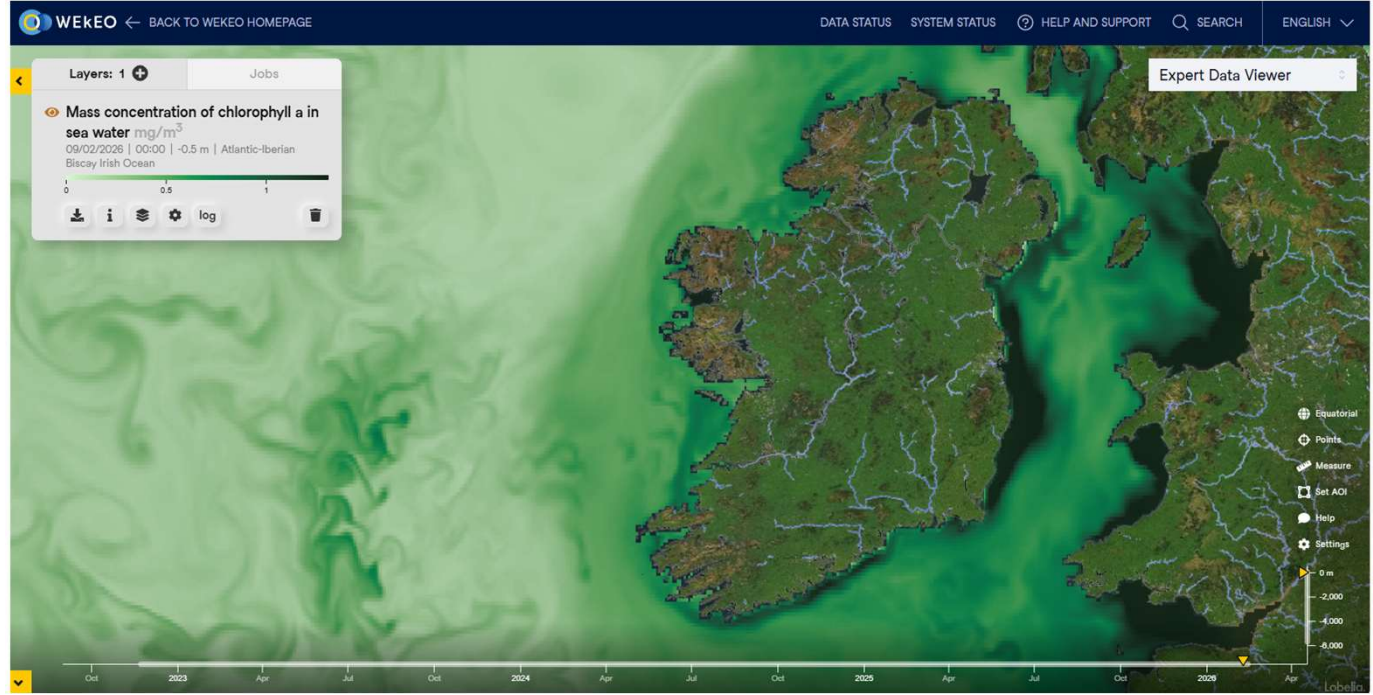 WEkEO ← BACK TO WEKEO HOMEPAGE
DATA STATUS SYSTEM STATUS HELP AND SUPPORT SEARCH ENGLISH
Layers: 1
Jobs
Expert Data Viewer
Mass concentration of chlorophyll a in
sea water mg/m³
09/02/2026 | 00:00 | -0.5 m | Atlantic-Iberian
Biscay Irish Ocean
0 0.5 1
log
Equatorial
Points
Measure
Set AOI
Help
Settings
0 m
-2,000
-4,000
-6,000
Oct 2023 Apr Jul Oct 2024 Apr Jul Oct 2025 Apr Jul Oct 2026 Apr
Lobelia.